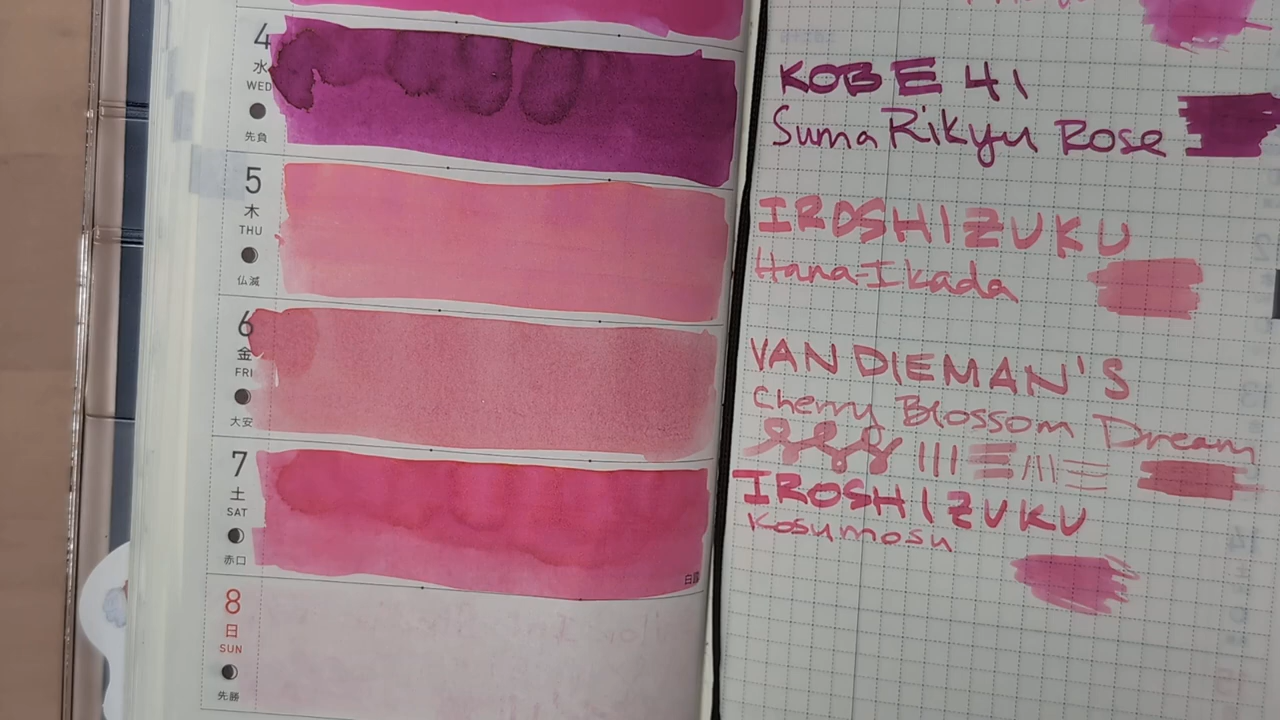 4
水
WED
先負
5
木
THU
仏滅
6
金
FRI
大安
7
土
SAT
赤口
8
日
SUN
先勝
KOBE 41
Suma Rikyu Rose
IROSHIZUKU
Hana-Ikada
VAN DIEMAN'S
Cherry Blossom Dream
IROSHIZUKU
Kosumosu